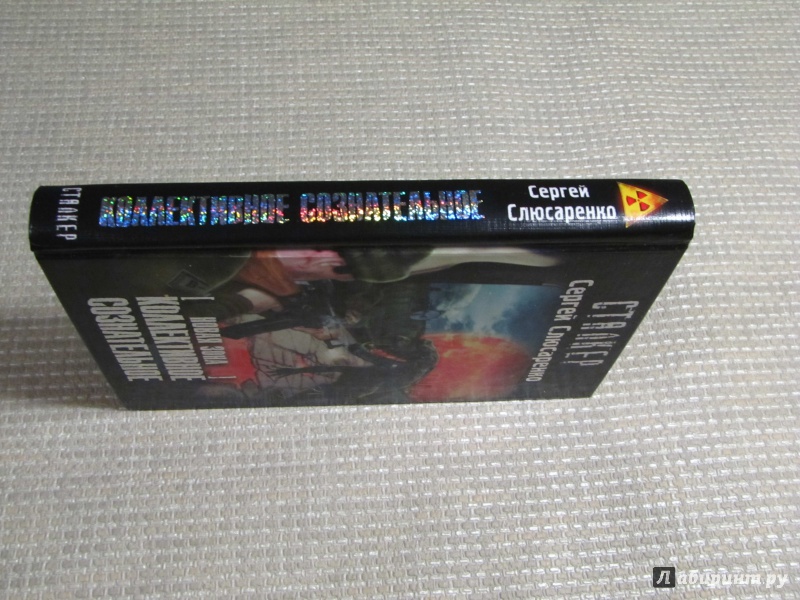 СТАЛКЕР
КОЛЛЕКТИВНОЕ СОЗНАТЕЛЬНОЕ
Сергей
Слюсаренко
СТАЛКЕР
Сергей Слюсаренко
КОЛЛЕКТИВНОЕ
СОЗНАТЕЛЬНОЕ
Лабиринт.ру